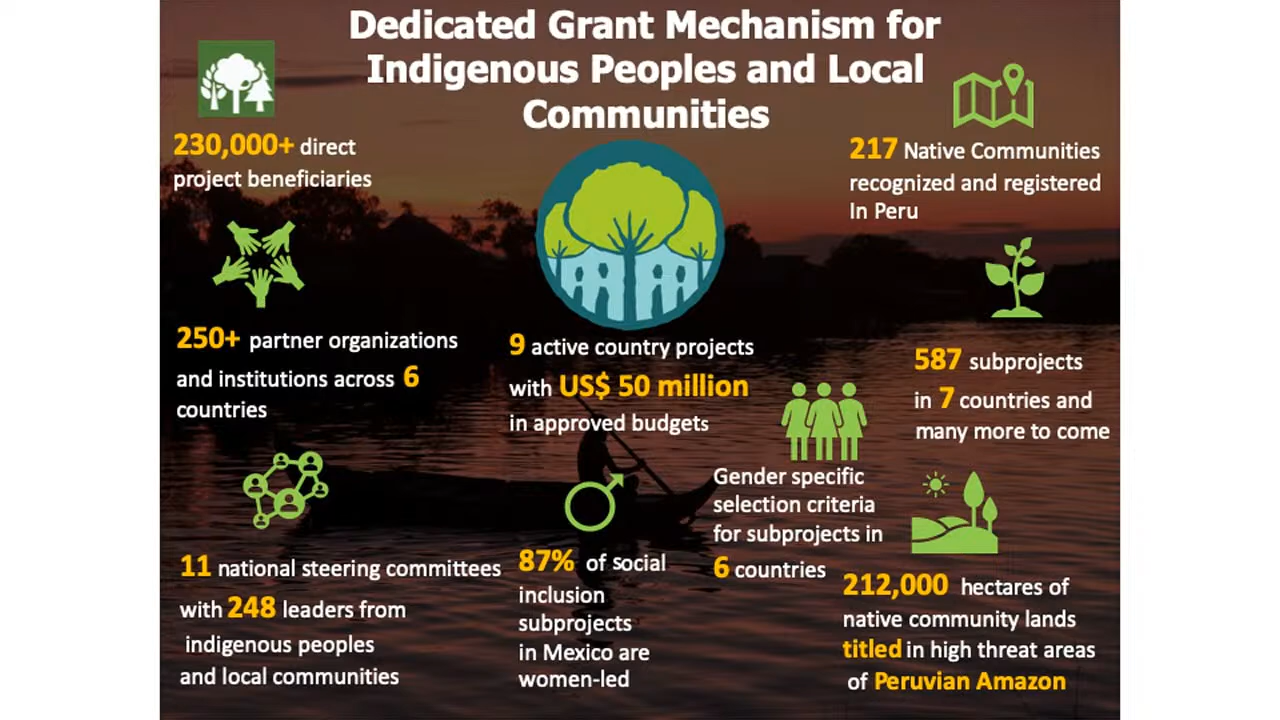 Dedicated Grant Mechanism for
Indigenous Peoples and Local
Communities
230,000+ direct
project beneficiaries
217 Native Communities
recognized and registered
In Peru
250+ partner organizations
and institutions across 6
countries
9 active country projects
with US$ 50 million
in approved budgets
587 subprojects
in 7 countries and
many more to come
Gender specific
selection criteria
for subprojects in
6 countries
11 national steering committees
with 248 leaders from
indigenous peoples
and local communities
87% of social
inclusion
subprojects
in Mexico are
women-led
212,000 hectares of
native community lands
titled in high threat areas
of Peruvian Amazon